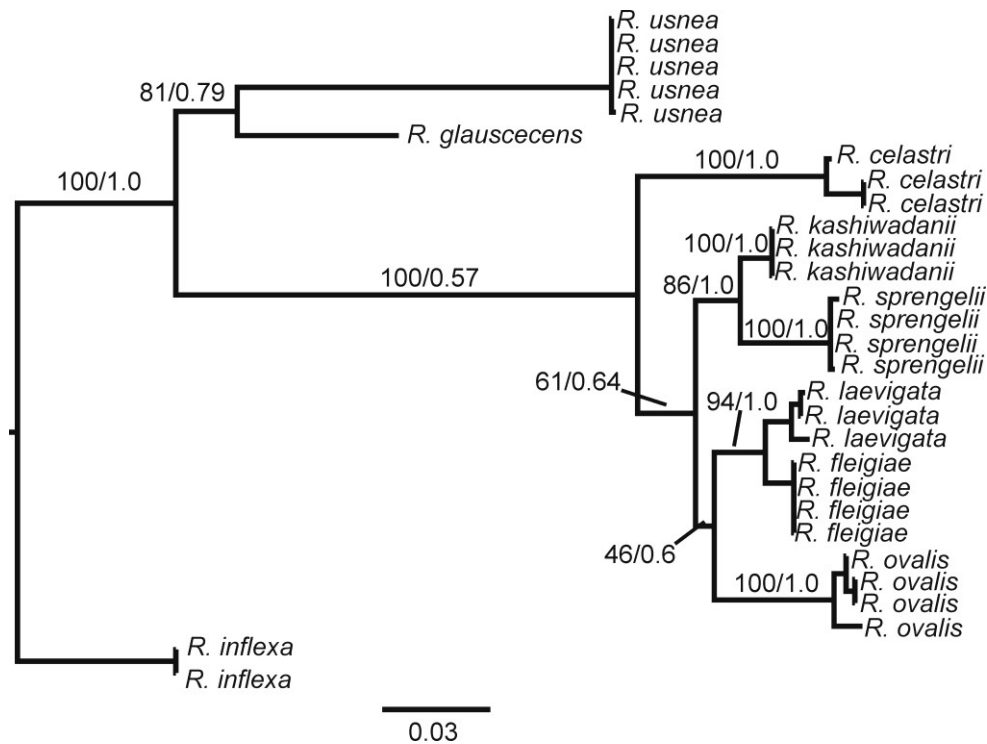 R. usnea
R. usnea
R. usnea
R. usnea
R. usnea
81/0.79
R. glauscecens
100/1.0
100/1.0
R. celastri
R. celastri
R. celastri
R. kashiwadanii
100/1.0
R. kashiwadanii
R. kashiwadanii
100/0.57
86/1.0
R. sprengelii
R. sprengelii
100/1.0
R. sprengelii
R. sprengelii
61/0.64
94/1.0
R. laevigata
R. laevigata
R. laevigata
R. fleigiae
R. fleigiae
R. fleigiae
R. fleigiae
46/0.6
R. ovalis
100/1.0
R. ovalis
R. ovalis
R. ovalis
R. inflexa
R. inflexa
0.03